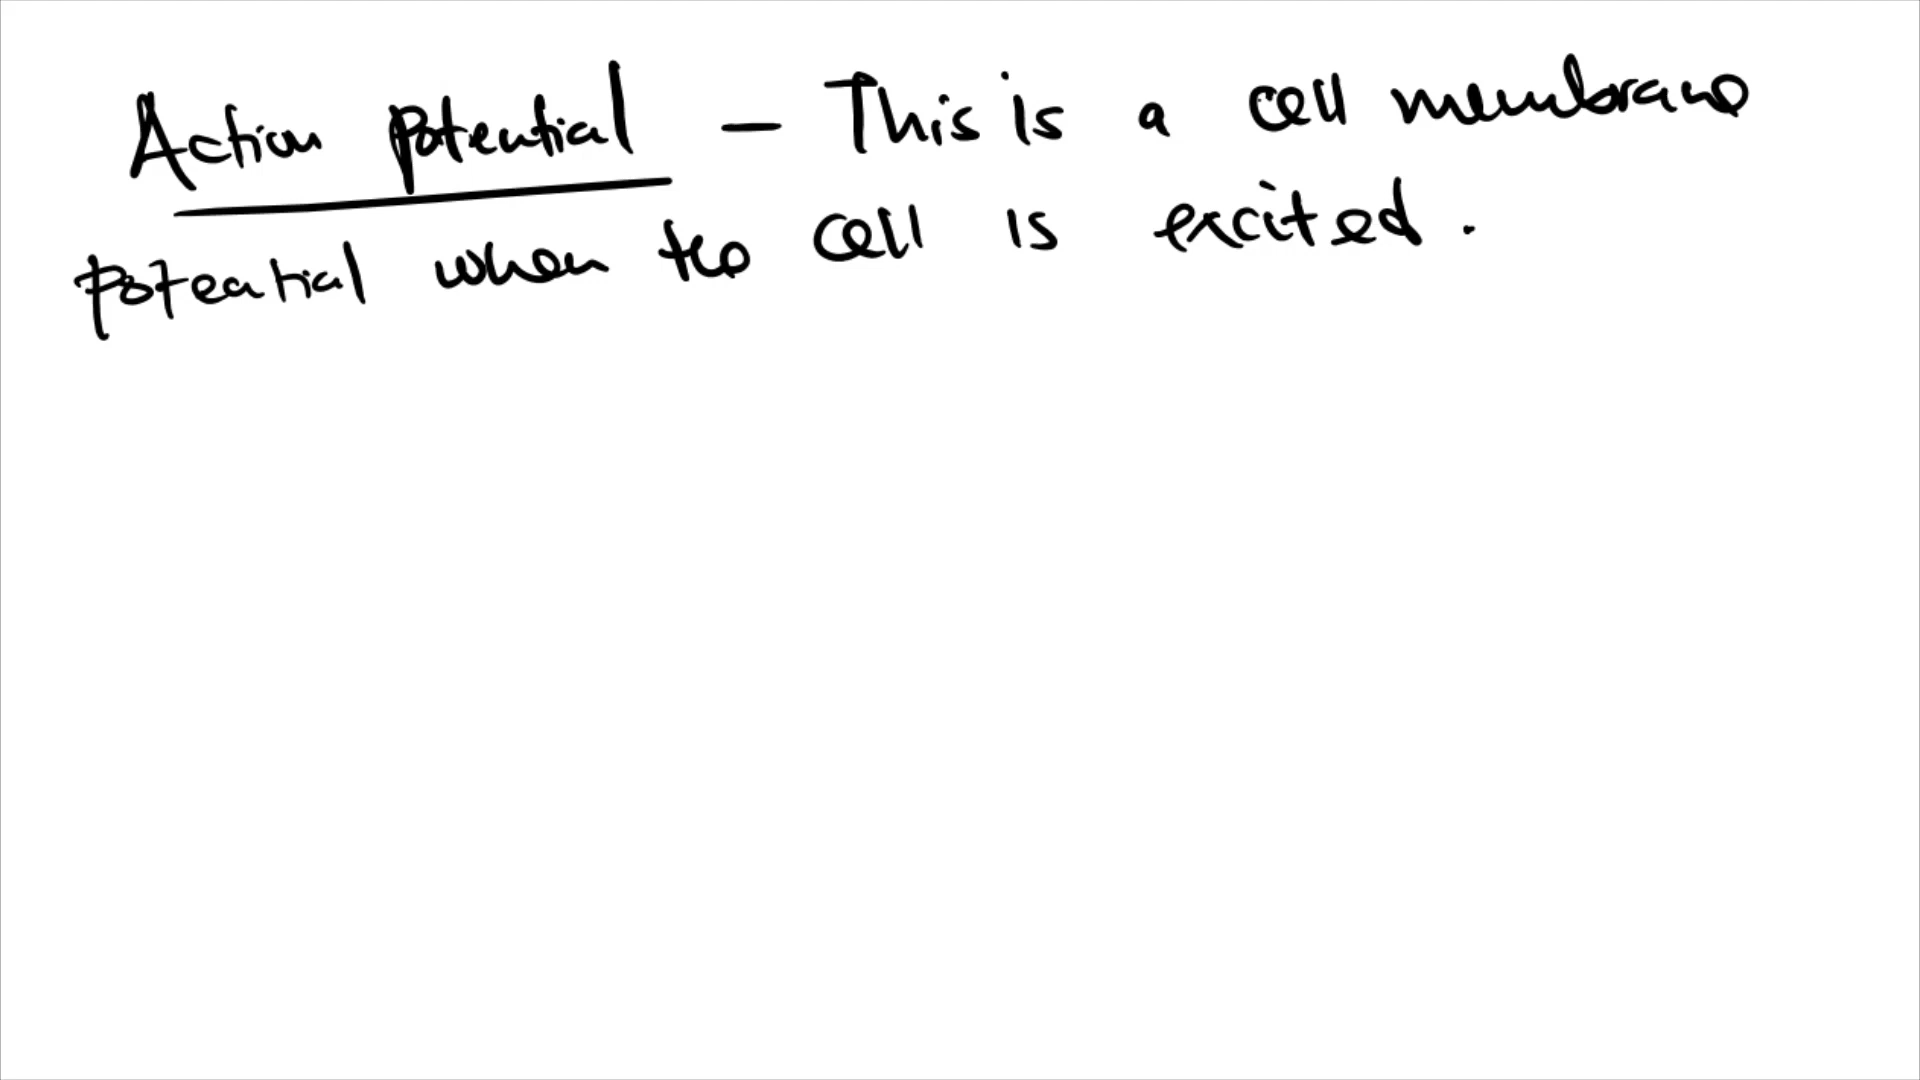 Action potential – This is a cell membrane
potential when the cell is excited.